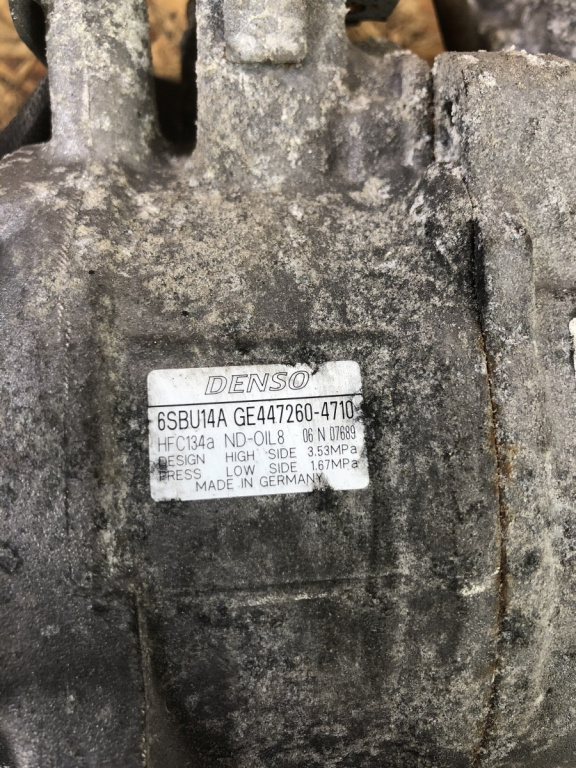 DENSO
6SBU14A GE447260-4710
HFC134a ND-OIL8 06 N 07689
DESIGN HIGH SIDE 3.53MPa
PRESS LOW SIDE 1.67MPa
MADE IN GERMANY